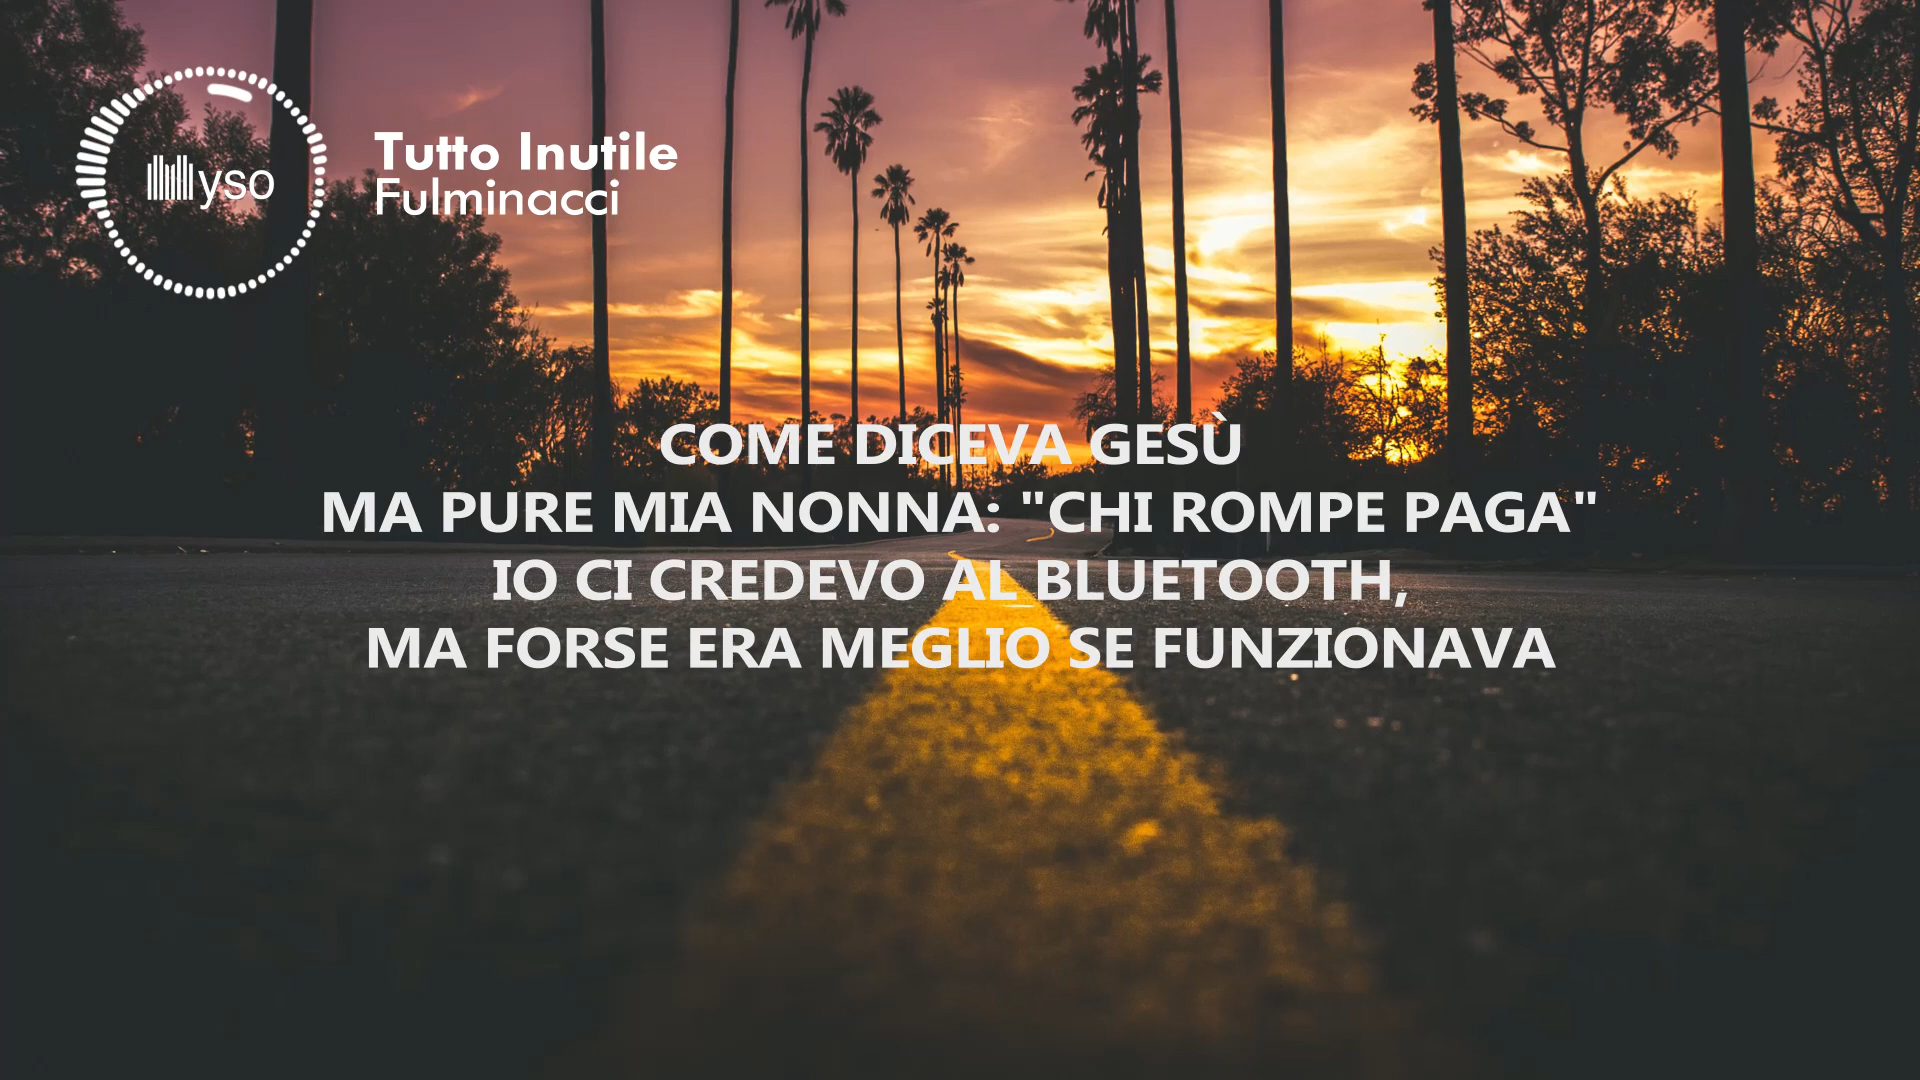 yso
Tutto Inutile
Fulminacci
COME DICEVA GESÙ
MA PURE MIA NONNA: "CHI ROMPE PAGA"
IO CI CREDEVO AL BLUETOOTH,
MA FORSE ERA MEGLIO SE FUNZIONAVA